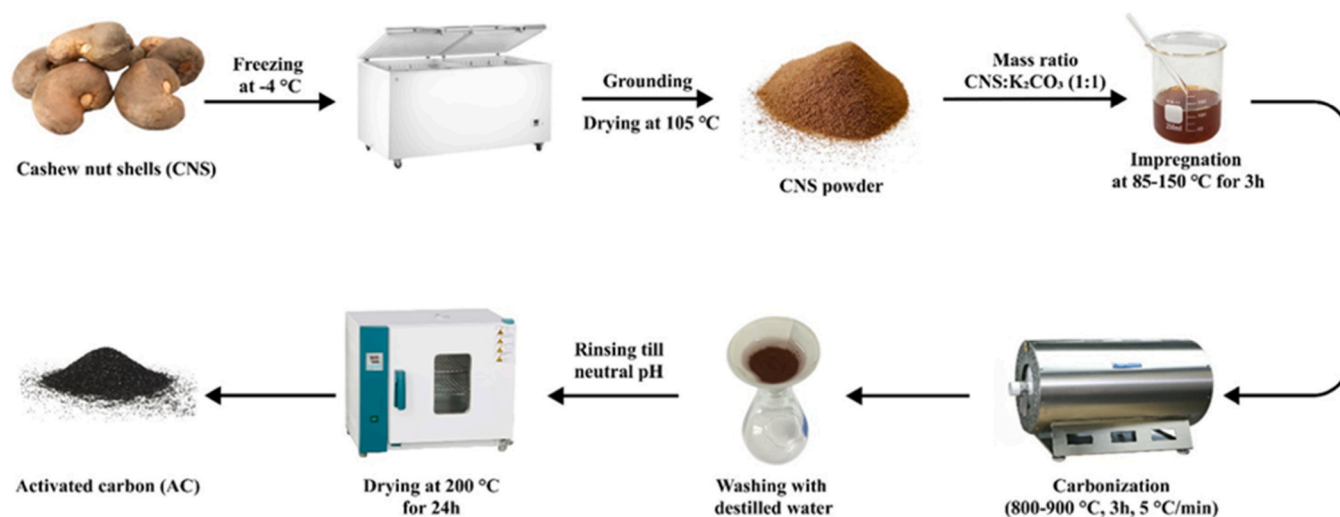 Freezing
at -4 °C
Grounding
Drying at 105 °C
Mass ratio
CNS:K₂CO₃ (1:1)
Cashew nut shells (CNS)
CNS powder
Impregnation
at 85-150 °C for 3h
Rinsing till
neutral pH
Activated carbon (AC)
Drying at 200 °C
for 24h
Washing with
destilled water
Carbonization
(800-900 °C, 3h, 5 °C/min)